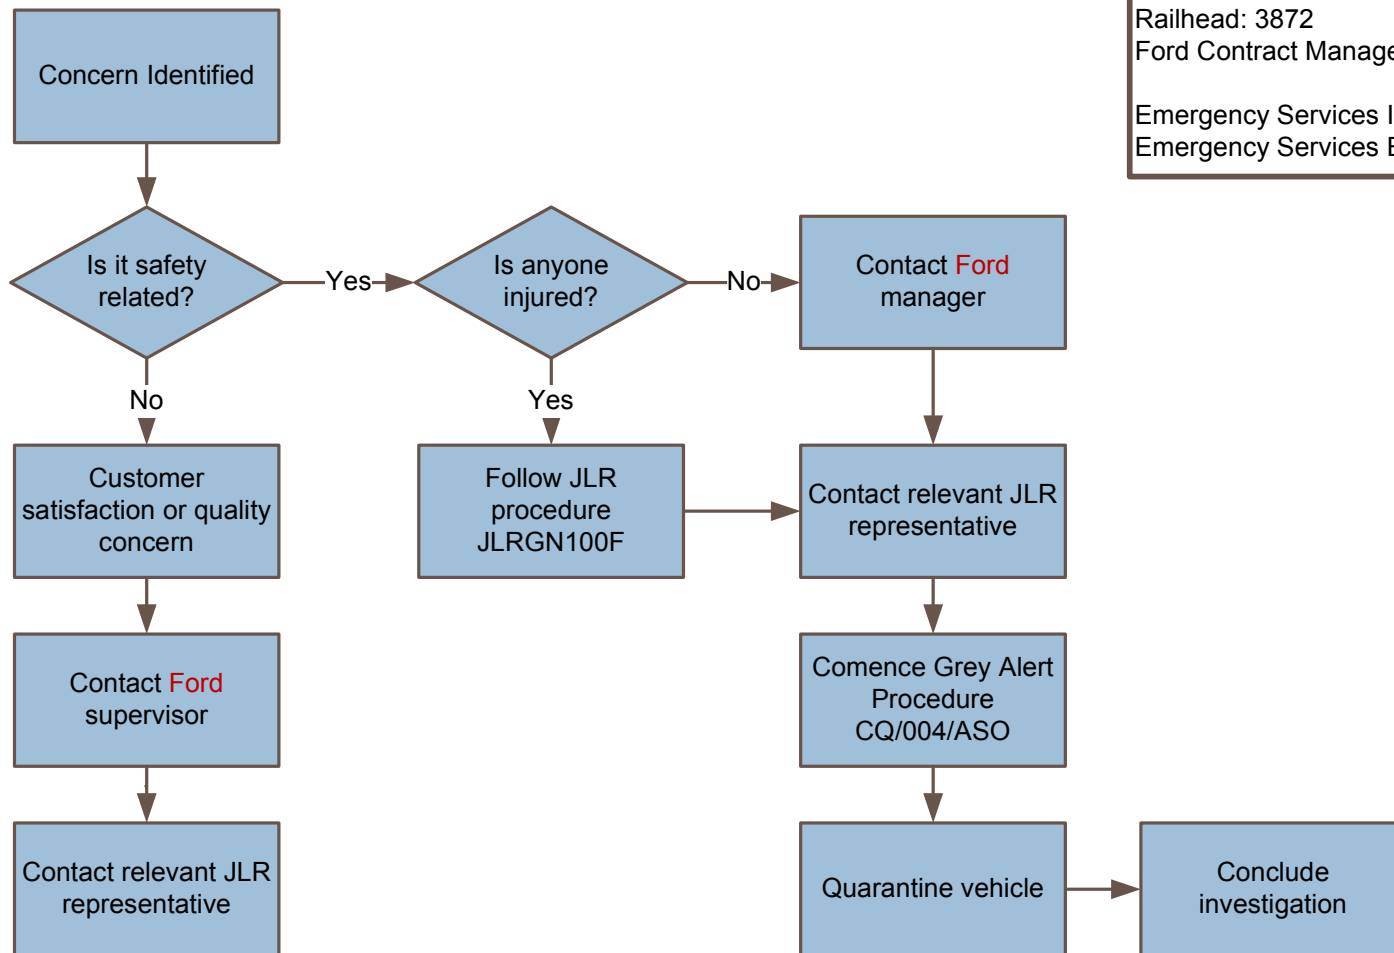 Railhead: 3872
Ford Contract Manage
Emergency Services I
Emergency Services E
Concern Identified
Is it safety
related?
Yes
Is anyone
injured?
No
Contact Ford
manager
No
Yes
Customer
satisfaction or quality
concern
Follow JLR
procedure
JLRGN100F
Contact relevant JLR
representative
Contact Ford
supervisor
Comence Grey Alert
Procedure
CQ/004/ASO
Contact relevant JLR
representative
Quarantine vehicle
Conclude
investigation